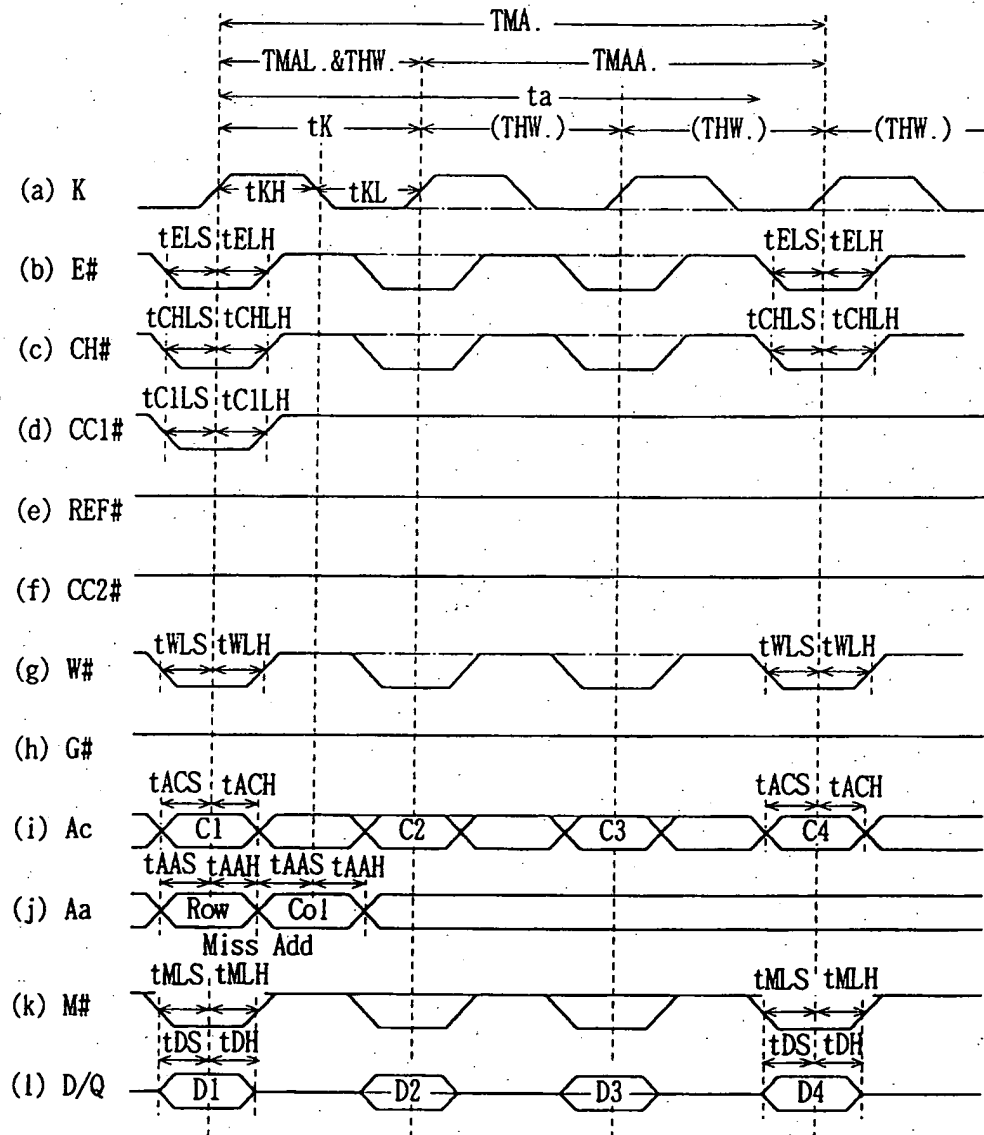 TMA.
TMAL.&THW. TMAA.
ta
tK (THW.) (THW.) (THW.)
(a) K tKH tKL
tELS tELH tELS tELH
(b) E#
tCHLS tCHLH tCHLS tCHLH
(c) CH#
tC1LS tC1LH
(d) CC1#
(e) REF#
(f) CC2#
tWLS tWLH tWLS tWLH
(g) W#
(h) G#
tACS tACH tACS tACH
(i) Ac C1 C2 C3 C4
tAAS tAAH tAAS tAAH
(j) Aa Row Col
Miss Add
tMLS tMLH tMLS tMLH
(k) M#
tDS tDH tDS tDH
(l) D/Q D1 D2 D3 D4